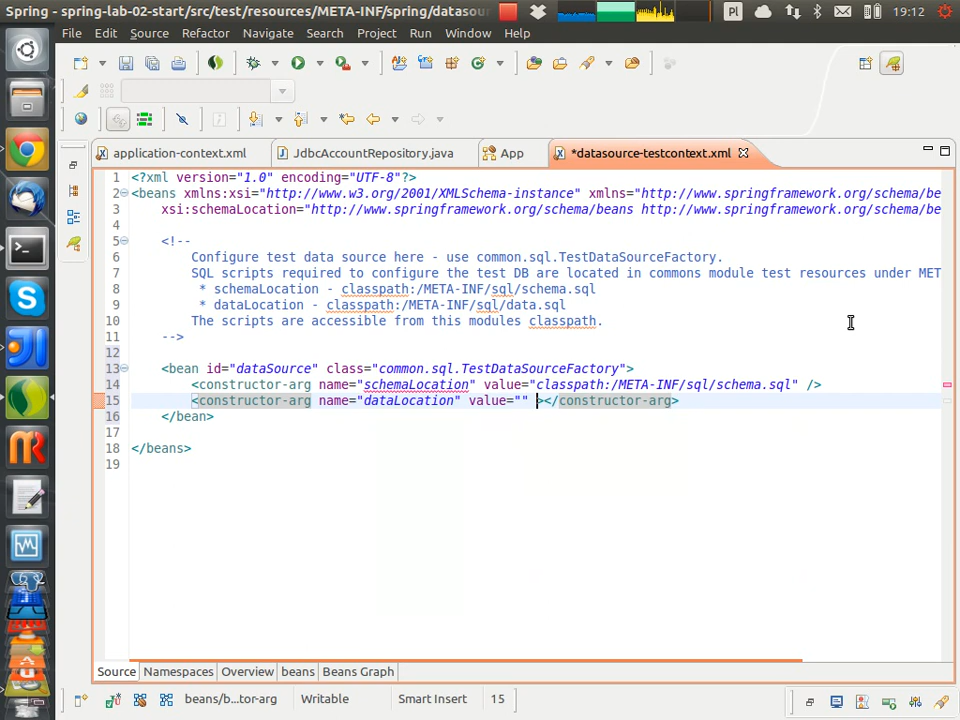 Spring - spring-lab-02-start/src/test/resources/META-INF/spring/datasou
Pl
19:12
File Edit Source Refactor Navigate Search Project Run Window Help
application-context.xml JdbcAccountRepository.java App *datasource-testcontext.xml
1 <?xml version="1.0" encoding="UTF-8"?>
2 <beans xmlns:xsi="http://www.w3.org/2001/XMLSchema-instance" xmlns="http://www.springframework.org/schema/be
3 xsi:schemaLocation="http://www.springframework.org/schema/beans http://www.springframework.org/schema/be
4
5 <!--
6 Configure test data source here - use common.sql.TestDataSourceFactory.
7 SQL scripts required to configure the test DB are located in commons module test resources under MET
8 * schemaLocation - classpath:/META-INF/sql/schema.sql
9 * dataLocation - classpath:/META-INF/sql/data.sql
10 The scripts are accessible from this modules classpath.
11 -->
12
13 <bean id="dataSource" class="common.sql.TestDataSourceFactory">
14 <constructor-arg name="schemaLocation" value="classpath:/META-INF/sql/schema.sql" />
15 <constructor-arg name="dataLocation" value="" ></constructor-arg>
16 </bean>
17
18 </beans>
19
Source Namespaces Overview beans Beans Graph
beans/b...tor-arg Writable Smart Insert 15